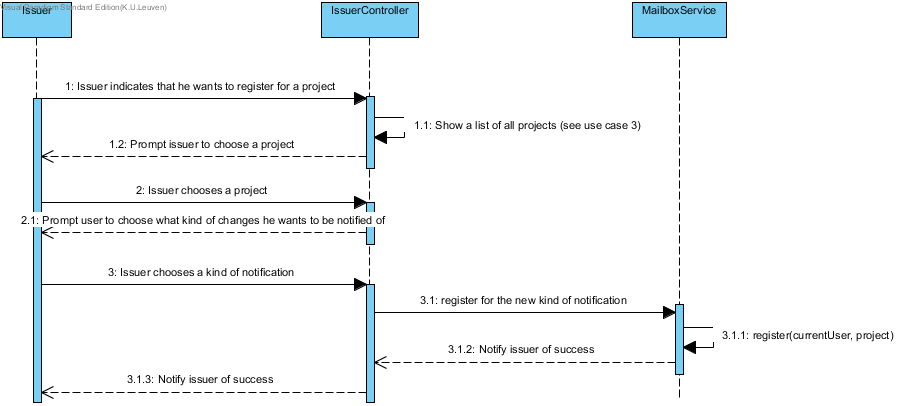 Visual Paradigm Standard Edition(K.U.Leuven)
Issuer
IssuerController
MailboxService
1: Issuer indicates that he wants to register for a project
1.1: Show a list of all projects (see use case 3)
1.2: Prompt issuer to choose a project
2: Issuer chooses a project
2.1: Prompt user to choose what kind of changes he wants to be notified of
3: Issuer chooses a kind of notification
3.1: register for the new kind of notification
3.1.1: register(currentUser, project)
3.1.2: Notify issuer of success
3.1.3: Notify issuer of success